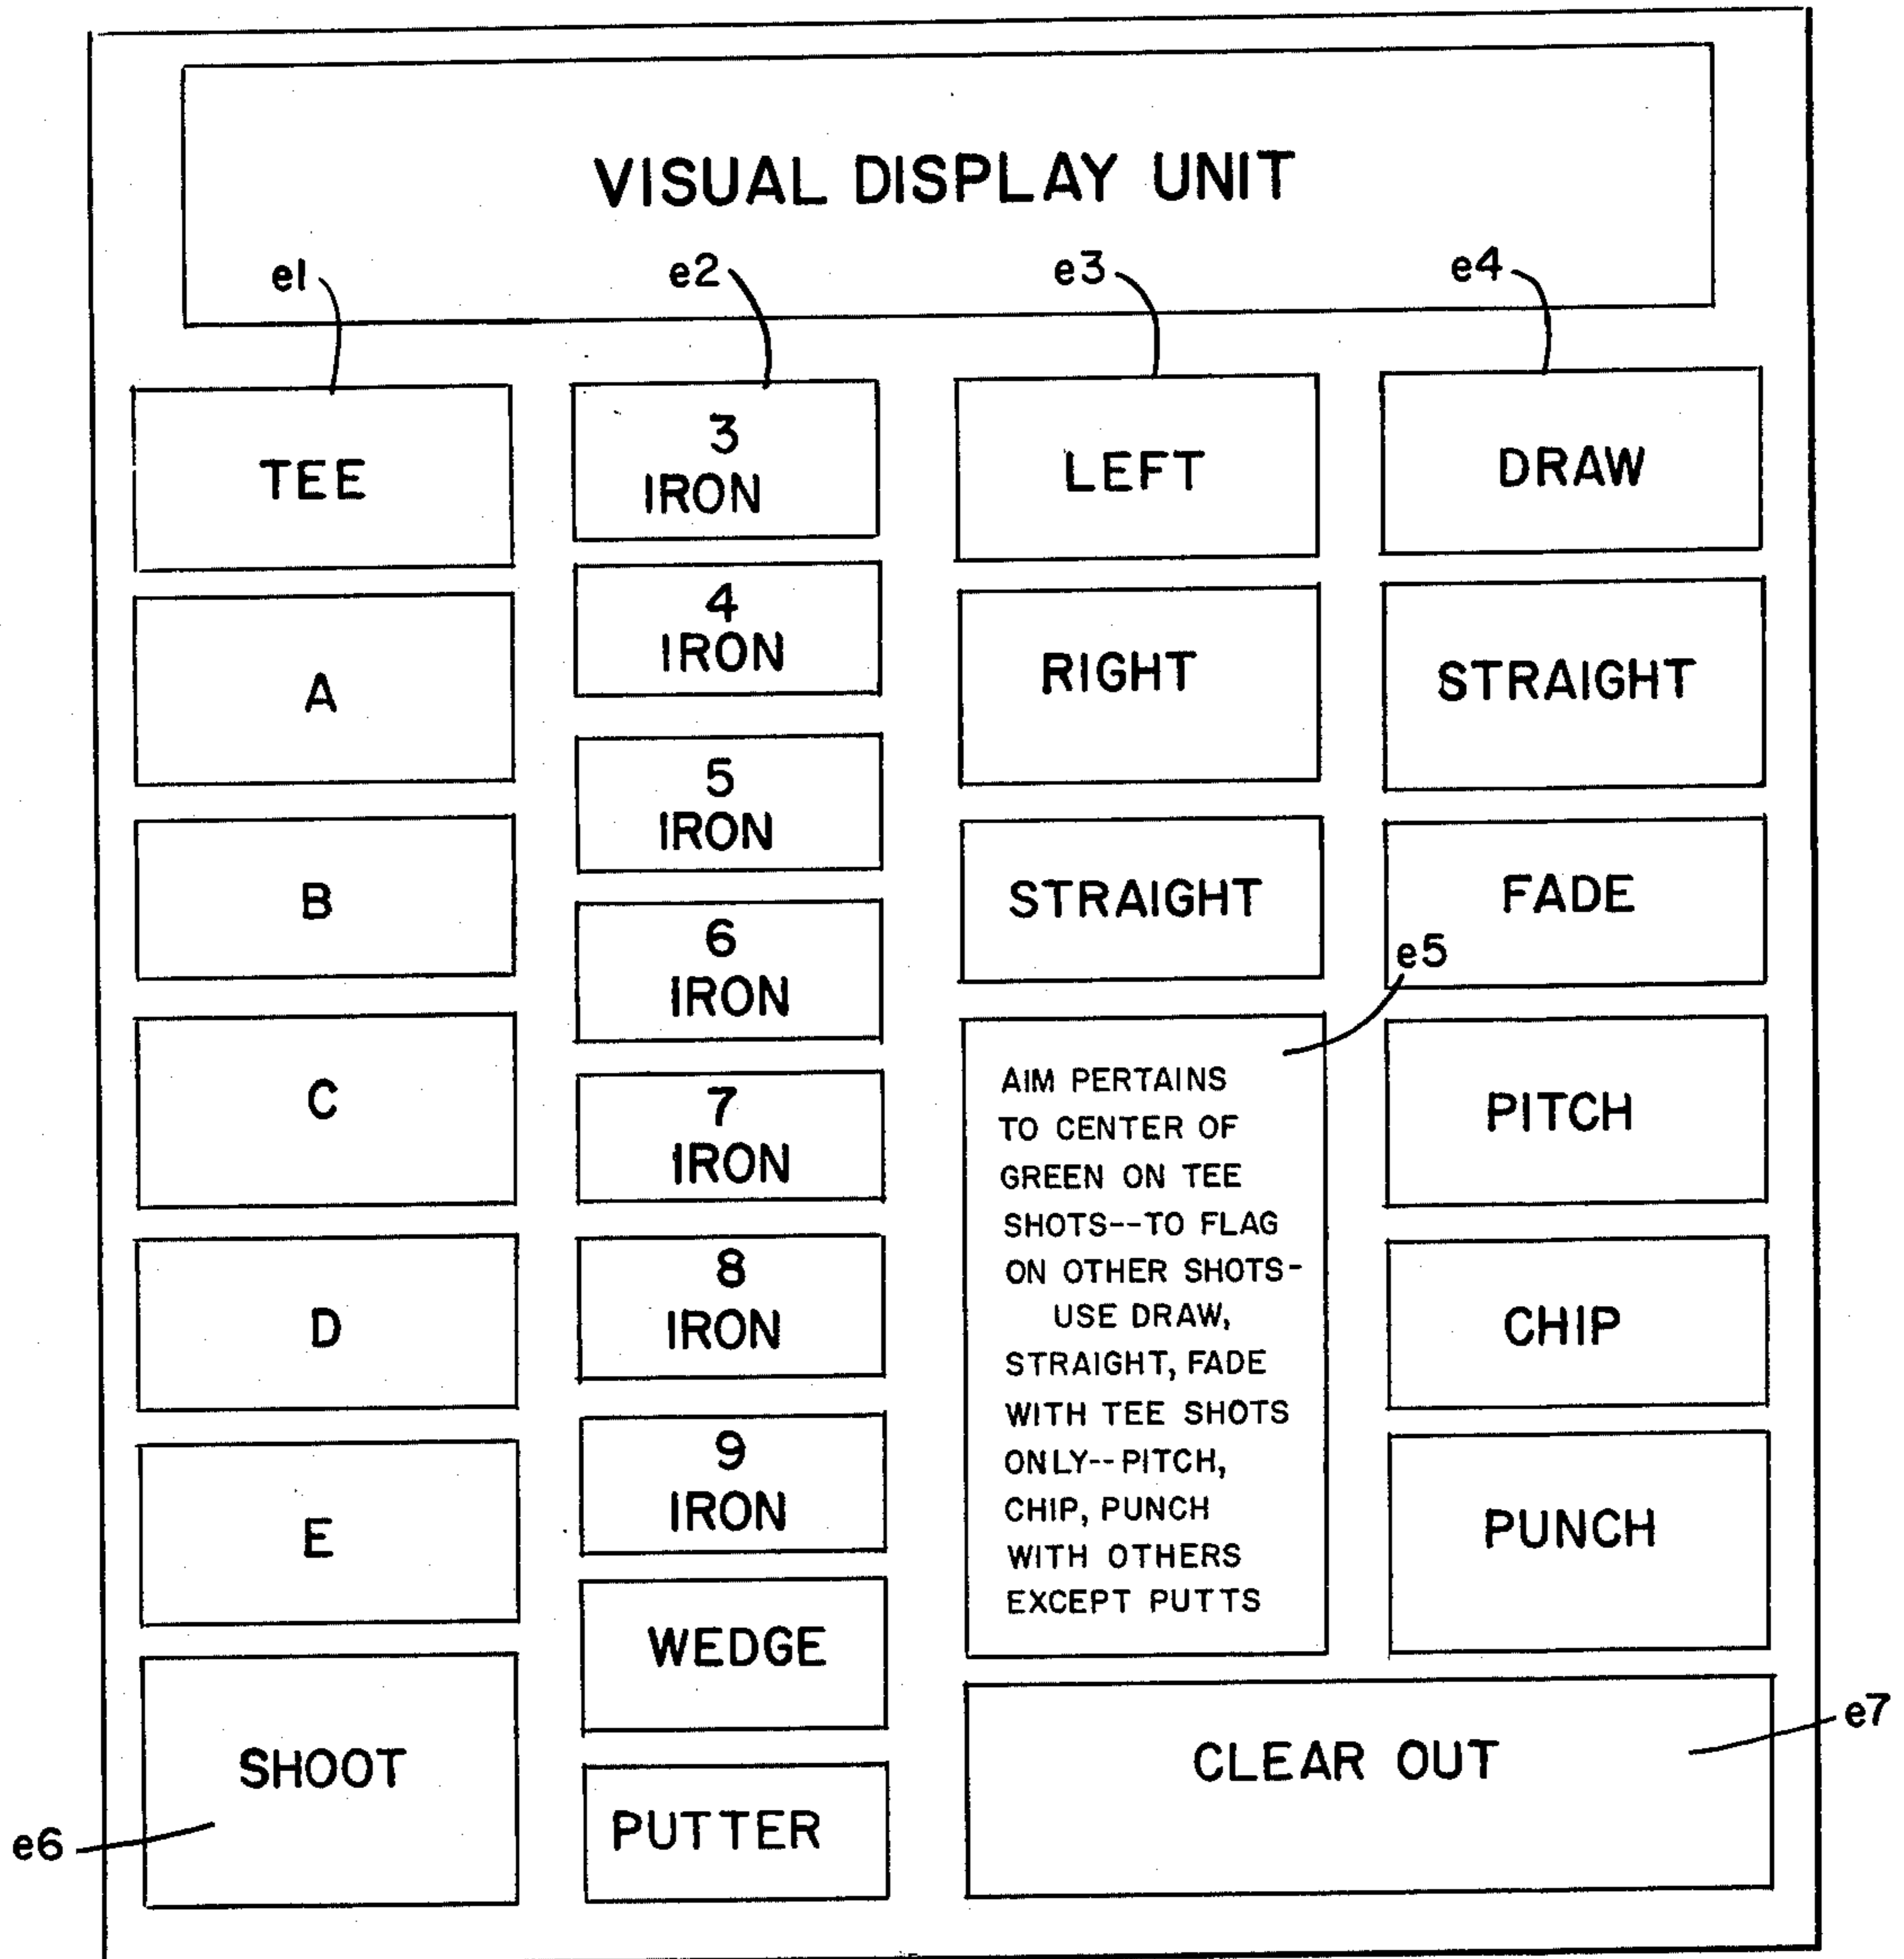 VISUAL DISPLAY UNIT
e1
e2
e3
e4
TEE
A
B
C
D
E
SHOOT
e6
3
IRON
4
IRON
5
IRON
6
IRON
7
IRON
8
IRON
9
IRON
WEDGE
PUTTER
LEFT
RIGHT
STRAIGHT
e5
AIM PERTAINS
TO CENTER OF
GREEN ON TEE
SHOTS--TO FLAG
ON OTHER SHOTS-
USE DRAW,
STRAIGHT, FADE
WITH TEE SHOTS
ONLY--PITCH,
CHIP, PUNCH
WITH OTHERS
EXCEPT PUTTS
DRAW
STRAIGHT
FADE
PITCH
CHIP
PUNCH
CLEAR OUT
e7